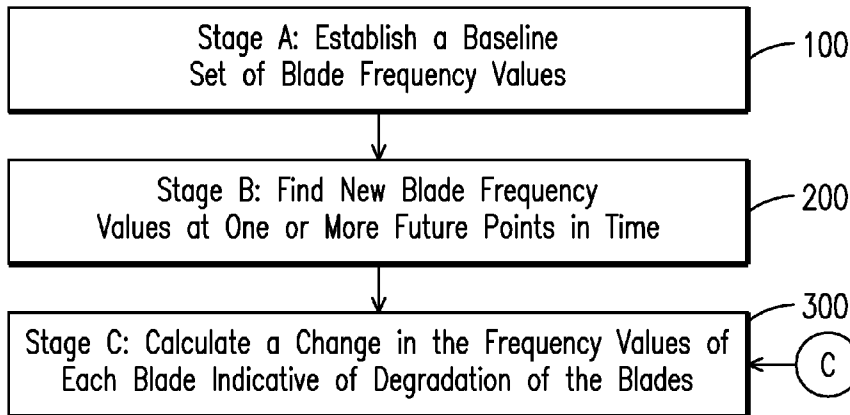 Stage A: Establish a Baseline
Set of Blade Frequency Values
100
Stage B: Find New Blade Frequency
Values at One or More Future Points in Time
200
300
Stage C: Calculate a Change in the Frequency Values of
Each Blade Indicative of Degradation of the Blades
C